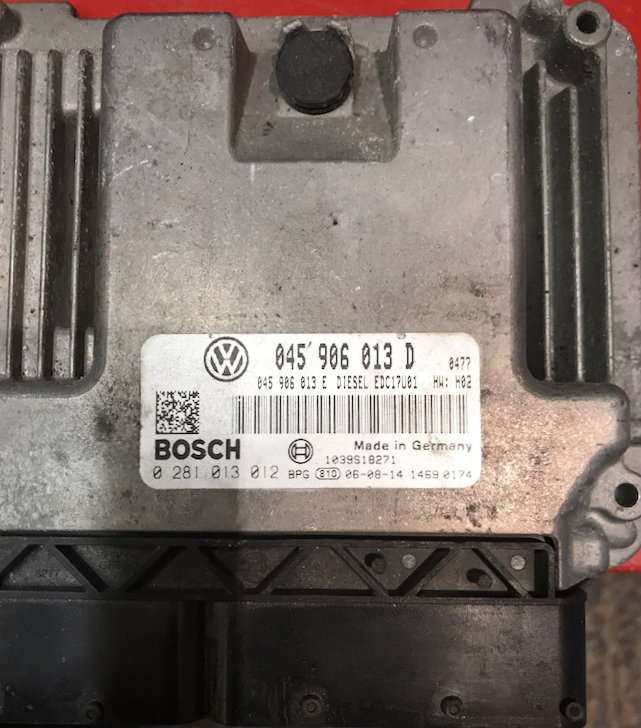 045 906 013 D 0477
045 906 013 E DIESEL EDC17U01 HW: H02
BOSCH Made in Germany
1039S18271
0 281 013 012 BPG 810 06-08-14 1469 0174